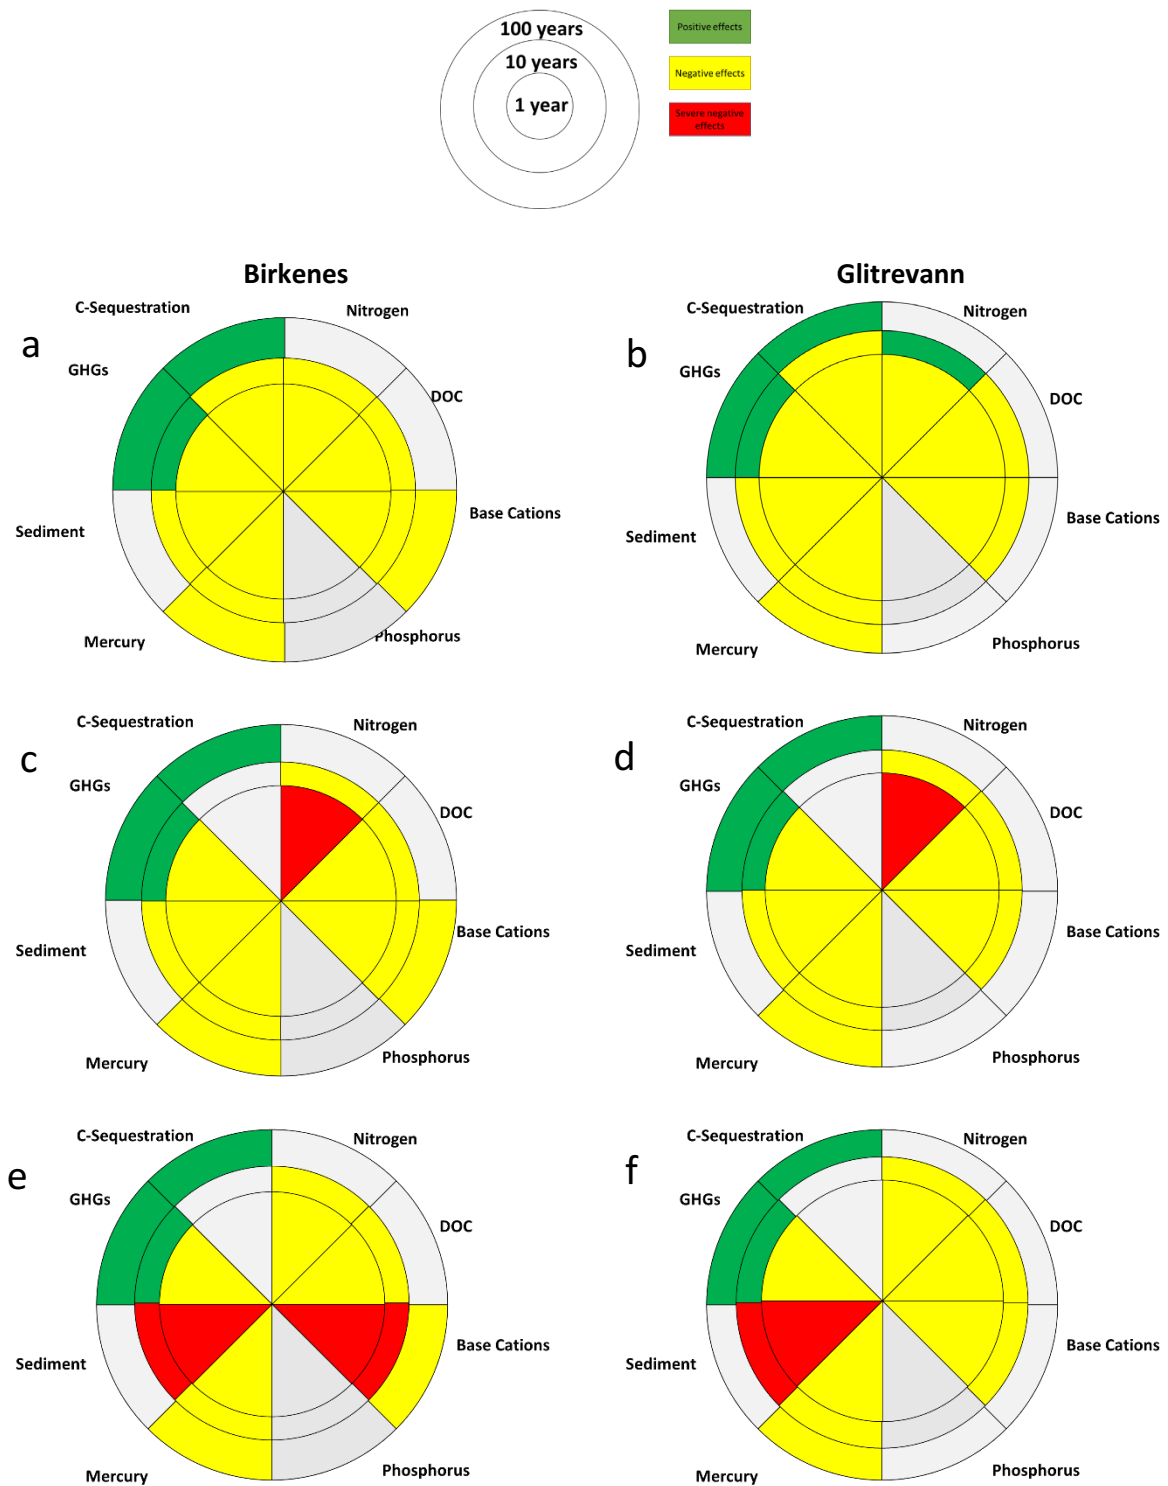 100 years
10 years
1 year
Positive effects
Negative effects
Severe negative
effects
Birkenes
Glitrevann
a
C-Sequestration
Nitrogen
GHGs
DOC
Sediment
Base Cations
Mercury
Phosphorus
b
C-Sequestration
Nitrogen
GHGs
DOC
Sediment
Base Cations
Mercury
Phosphorus
c
C-Sequestration
Nitrogen
GHGs
DOC
Sediment
Base Cations
Mercury
Phosphorus
d
C-Sequestration
Nitrogen
GHGs
DOC
Sediment
Base Cations
Mercury
Phosphorus
e
C-Sequestration
Nitrogen
GHGs
DOC
Sediment
Base Cations
Mercury
Phosphorus
f
C-Sequestration
Nitrogen
GHGs
DOC
Sediment
Base Cations
Mercury
Phosphorus